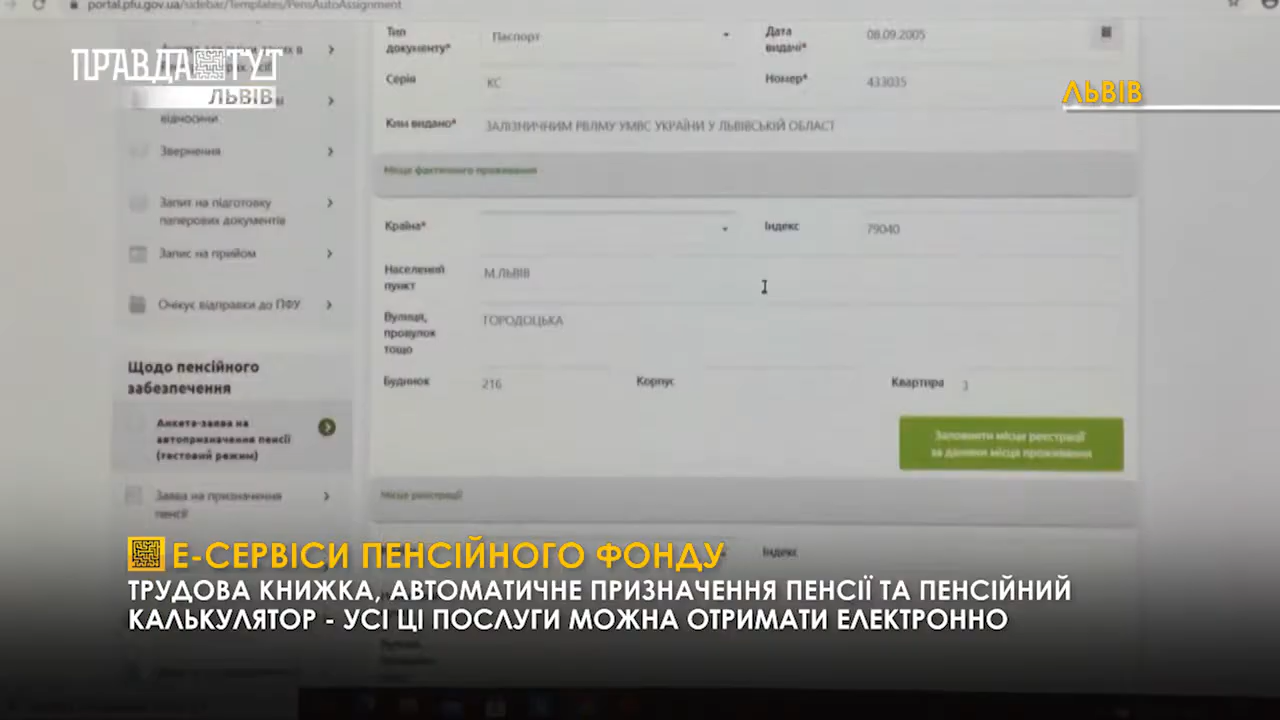 portal.pfu.gov.ua/sidebar/Templates/PensAutoAssignment
ПРАВДА ТУТ
ЛЬВІВ
ЛЬВІВ
відносини
Звернення
Запит на підготовку
паперових документів
Запис на прийом
Очікує відправки до ПФУ
Щодо пенсійного
забезпечення
Анкета-заява на
автопризначення пенсії
(тестовий режим)
Заява на призначення
пенсії
Тип
документу*
Паспорт
Дата
видачі*
08.09.2005
Серія
КС
Номер*
433035
Ким видано*
ЗАЛІЗНИЧНИМ РВЛМУ УМВС УКРАЇНИ У ЛЬВІВСЬКІЙ ОБЛАСТ
Місце фактичного проживання
Країна*
Індекс
79040
Населений
пункт
М.ЛЬВІВ
Вулиця,
провулок
тощо
ГОРОДОЦЬКА
Будинок
216
Корпус
Квартира
3
Заповнити місце реєстрації
за даними місця проживання
Місце реєстрації
Індекс
Е-СЕРВІСИ ПЕНСІЙНОГО ФОНДУ
ТРУДОВА КНИЖКА, АВТОМАТИЧНЕ ПРИЗНАЧЕННЯ ПЕНСІЇ ТА ПЕНСІЙНИЙ
КАЛЬКУЛЯТОР - УСІ ЦІ ПОСЛУГИ МОЖНА ОТРИМАТИ ЕЛЕКТРОННО